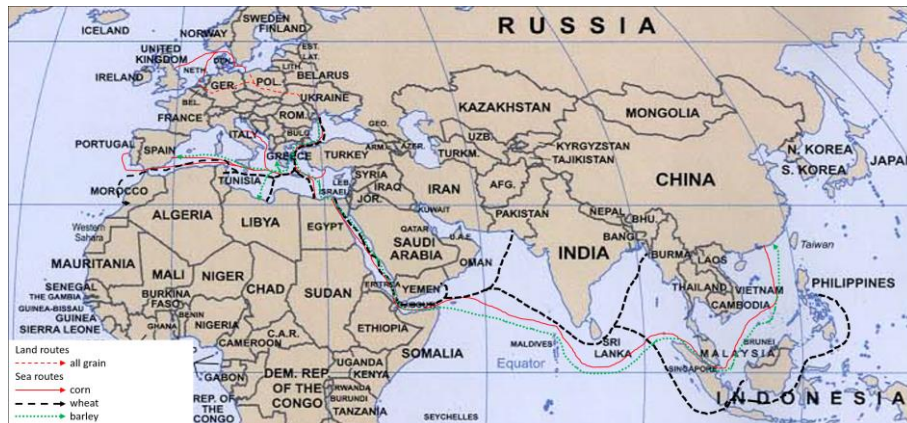 ICELAND
NORWAY
SWEDEN
FINLAND
RUSSIA
UNITED
KINGDOM
IRELAND
DEN.
NETH.
EST.
LAT.
LITH.
BELARUS
BEL.
GER.
POL.
UKRAINE
FRANCE
ROM.
BULG.
ITALY
PORTUGAL
SPAIN
GREECE
TURKEY
GEO.
ARM.
AZER.
KAZAKHSTAN
UZB.
TURKM.
KYRGYZSTAN
TAJIKISTAN
MONGOLIA
N. KOREA
S. KOREA
JAPA
CHINA
MOROCCO
TUNISIA
ALGERIA
LIBYA
EGYPT
LEB.
ISRAEL
SYRIA
JOR.
IRAQ
IRAN
KUWAIT
AFG.
PAKISTAN
NEPAL
BHU.
BANGL.
INDIA
BURMA
LAOS
Taiwan
Western
Sahara
QATAR
U.A.E.
SAUDI
ARABIA
OMAN
YEMEN
ERITREA
THAILAND
VIETNAM
CAMBODIA
PHILIPPINES
MAURITANIA
MALI
NIGER
CHAD
SUDAN
SENEGAL
THE GAMBIA
GUINEA-BISSAU
GUINEA
SIERRA LEONE
BURKINA
FASO
BENIN
GHANA
NIGERIA
CAMEROON
C.A.R.
ETHIOPIA
SOMALIA
MALDIVES
SRI
LANKA
Equator
BRUNEI
MALAYSIA
SINGAPORE
INDONESIA
GABON
REP. OF
THE
CONGO
DEM. REP
OF THE
CONGO
UGANDA
KENYA
RWANDA
BURUNDI
TANZANIA
SEYCHELLES
Land routes
all grain
Sea routes
corn
wheat
barley